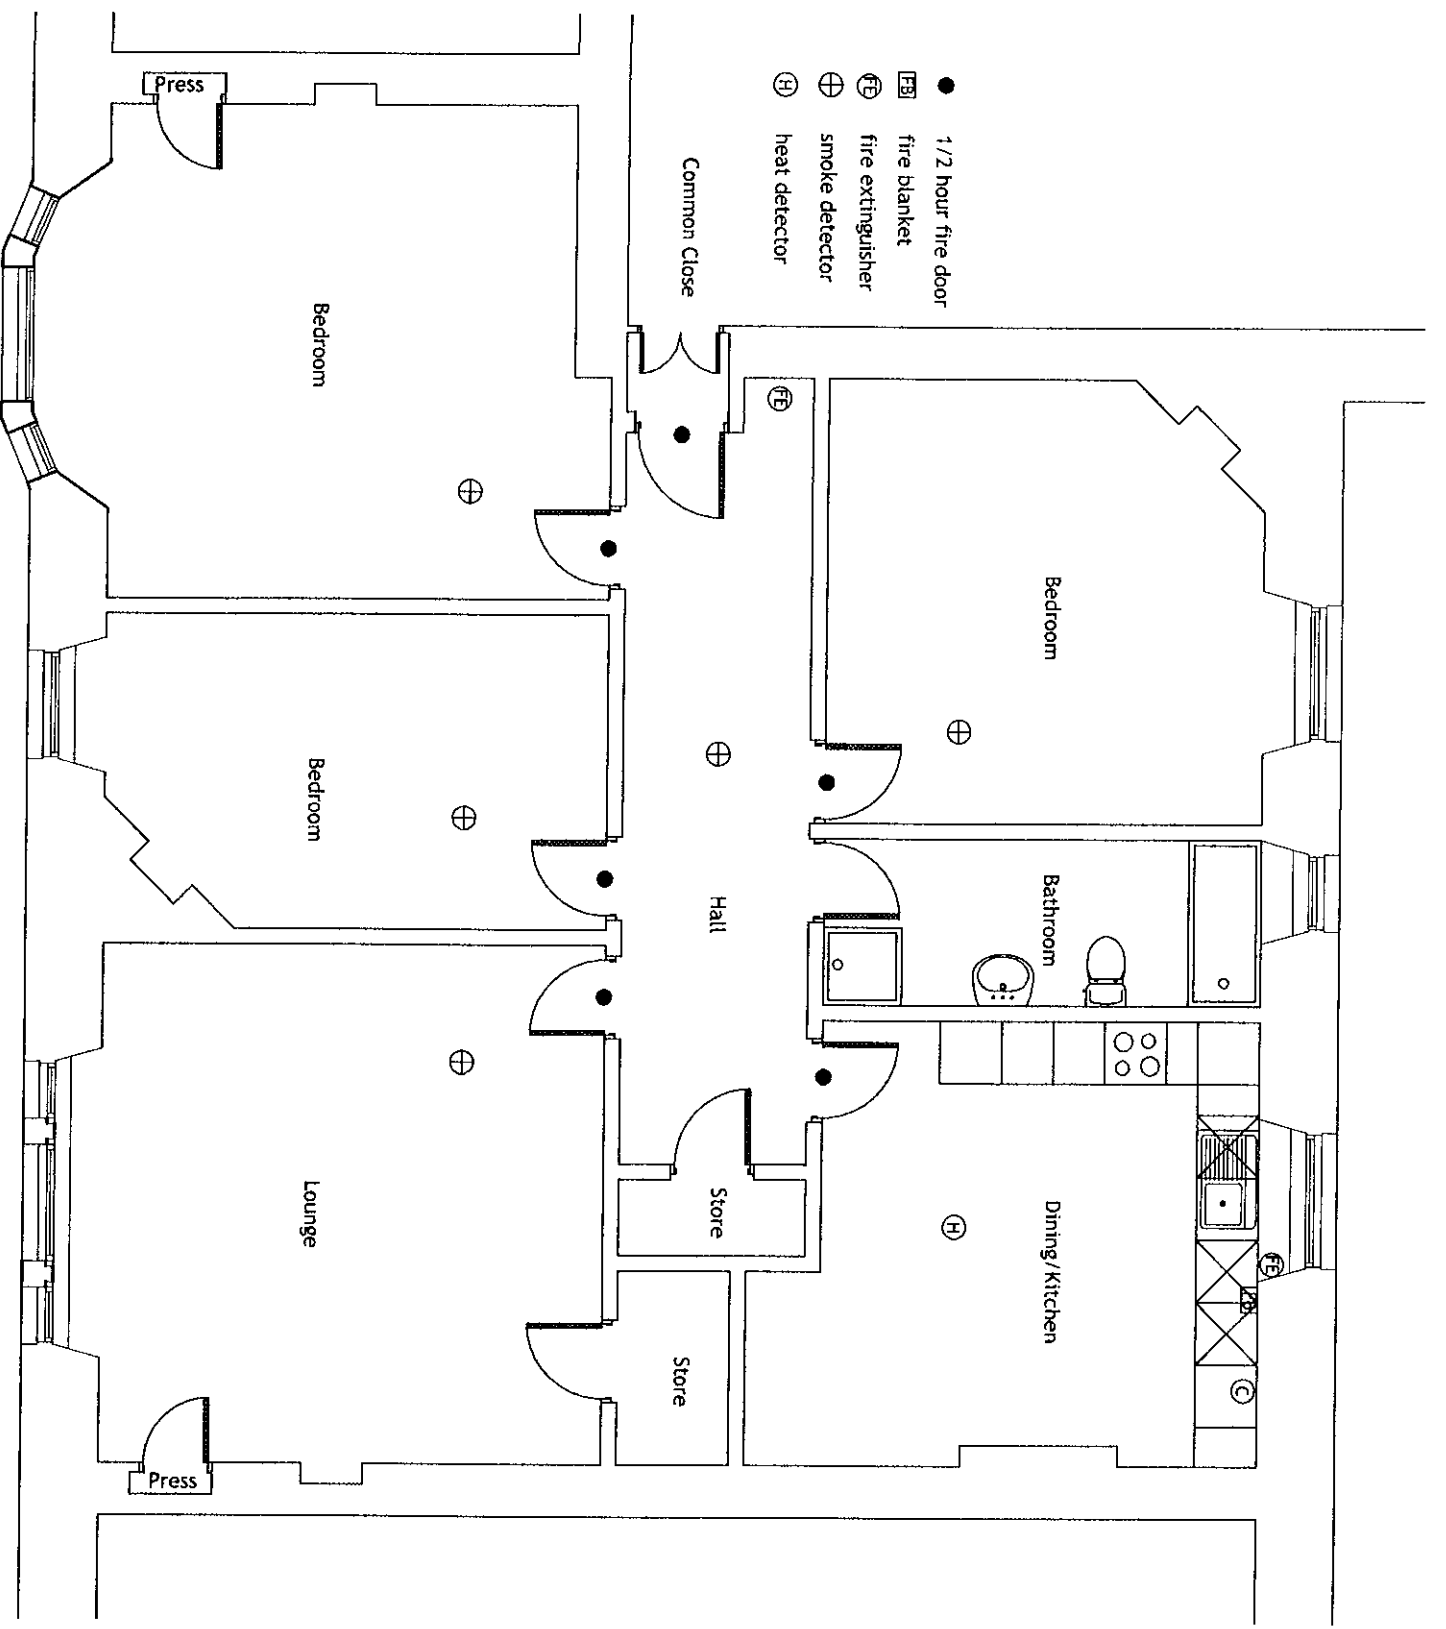 ● 1/2 hour fire door
FB fire blanket
FE fire extinguisher
smoke detector
H heat detector
Common Close
Press
Bedroom
FE
Bedroom
Bedroom
Hall
Bathroom
Lounge
Store
Store
Dining/Kitchen
H
FE
C
Press